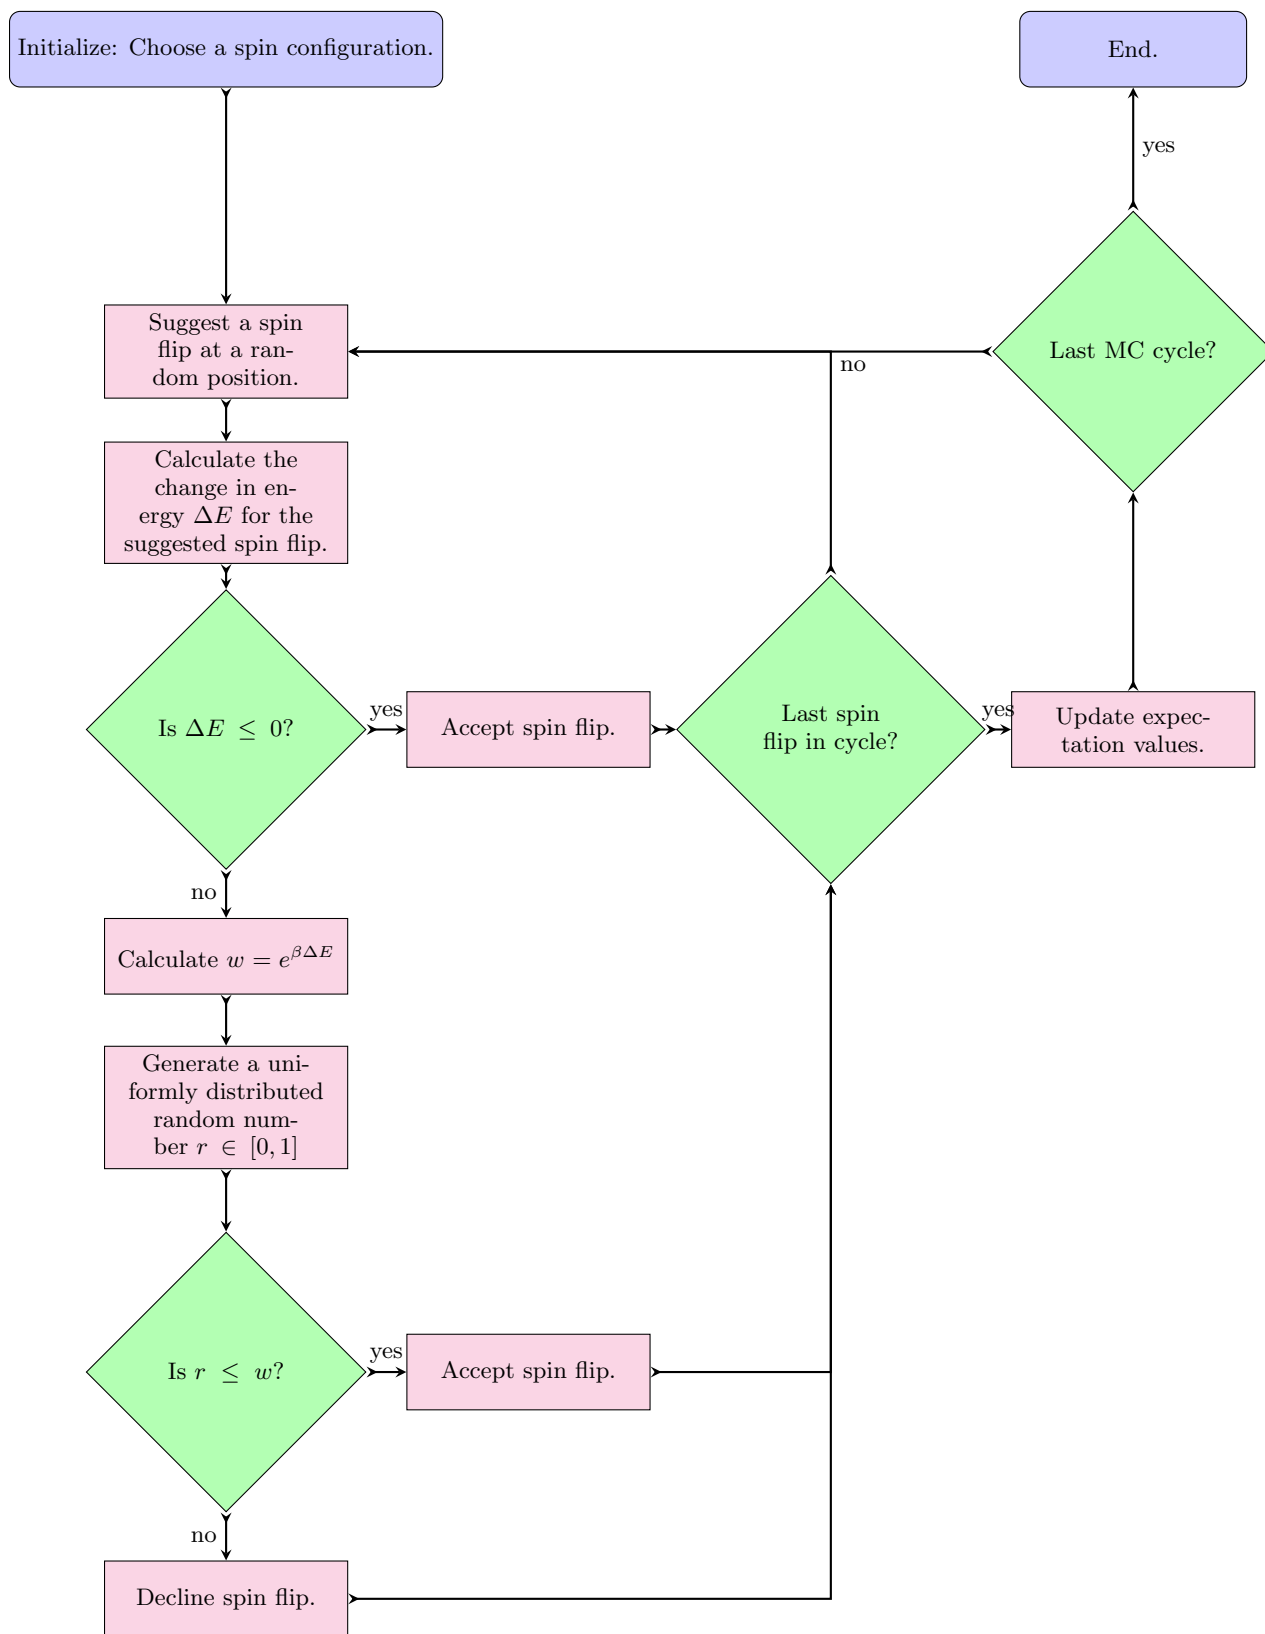 Initialize: Choose a spin configuration.
End.
yes
Suggest a spin
flip at a ran-
dom position.
no
Last MC cycle?
Calculate the
change in en-
ergy ΔE for the
suggested spin flip.
Is ΔE ≤ 0?
yes
Accept spin flip.
Last spin
flip in cycle?
yes
Update expec-
tation values.
no
Calculate w = e^{βΔE}
Generate a uni-
formly distributed
random num-
ber r ∈ [0, 1]
Is r ≤ w?
yes
Accept spin flip.
no
Decline spin flip.